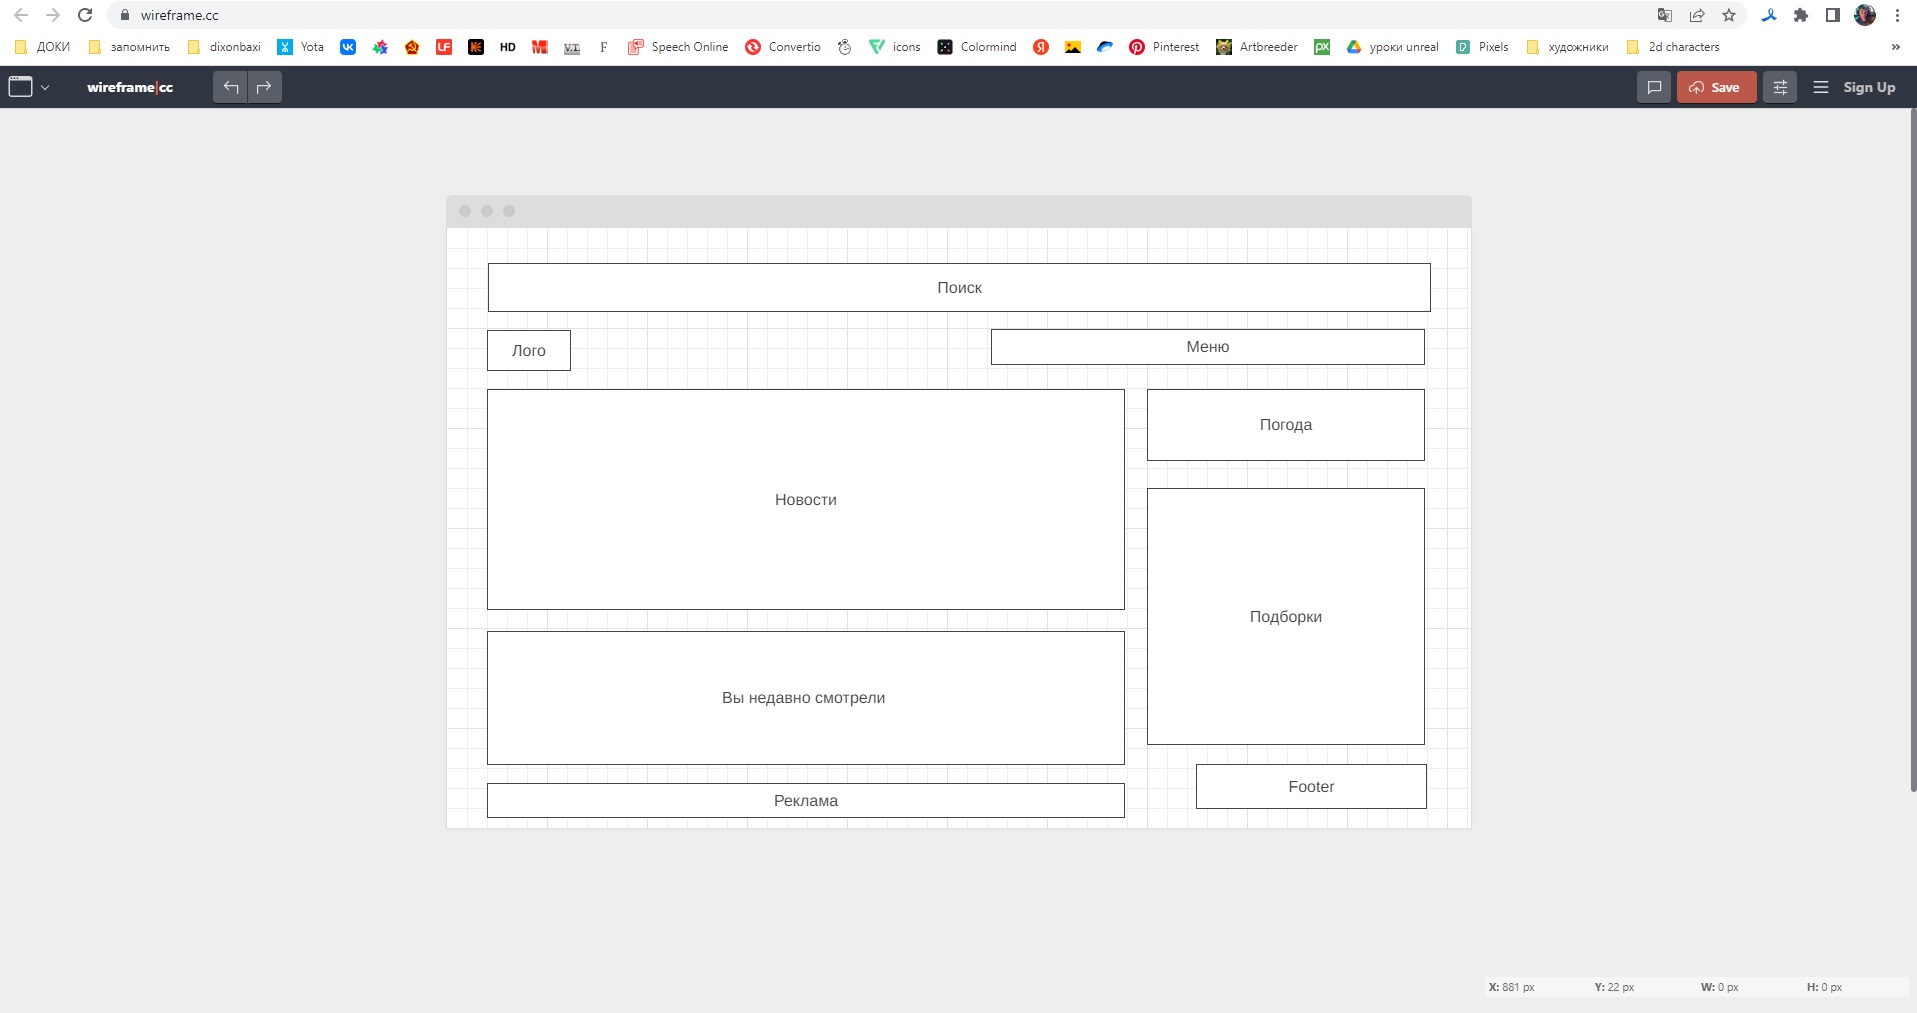 wireframe.cc
ДОКИ запомнить dixonbaxi Yota LF HD V.T. F Speech Online Convertio icons Colormind Я Pinterest Artbreeder PX уроки unreal Pixels художники 2d characters »
wireframe|cc Save Sign Up
Поиск
Лого
Меню
Погода
Новости
Подборки
Вы недавно смотрели
Footer
Реклама
X: 881 px Y: 22 px W: 0 px H: 0 px